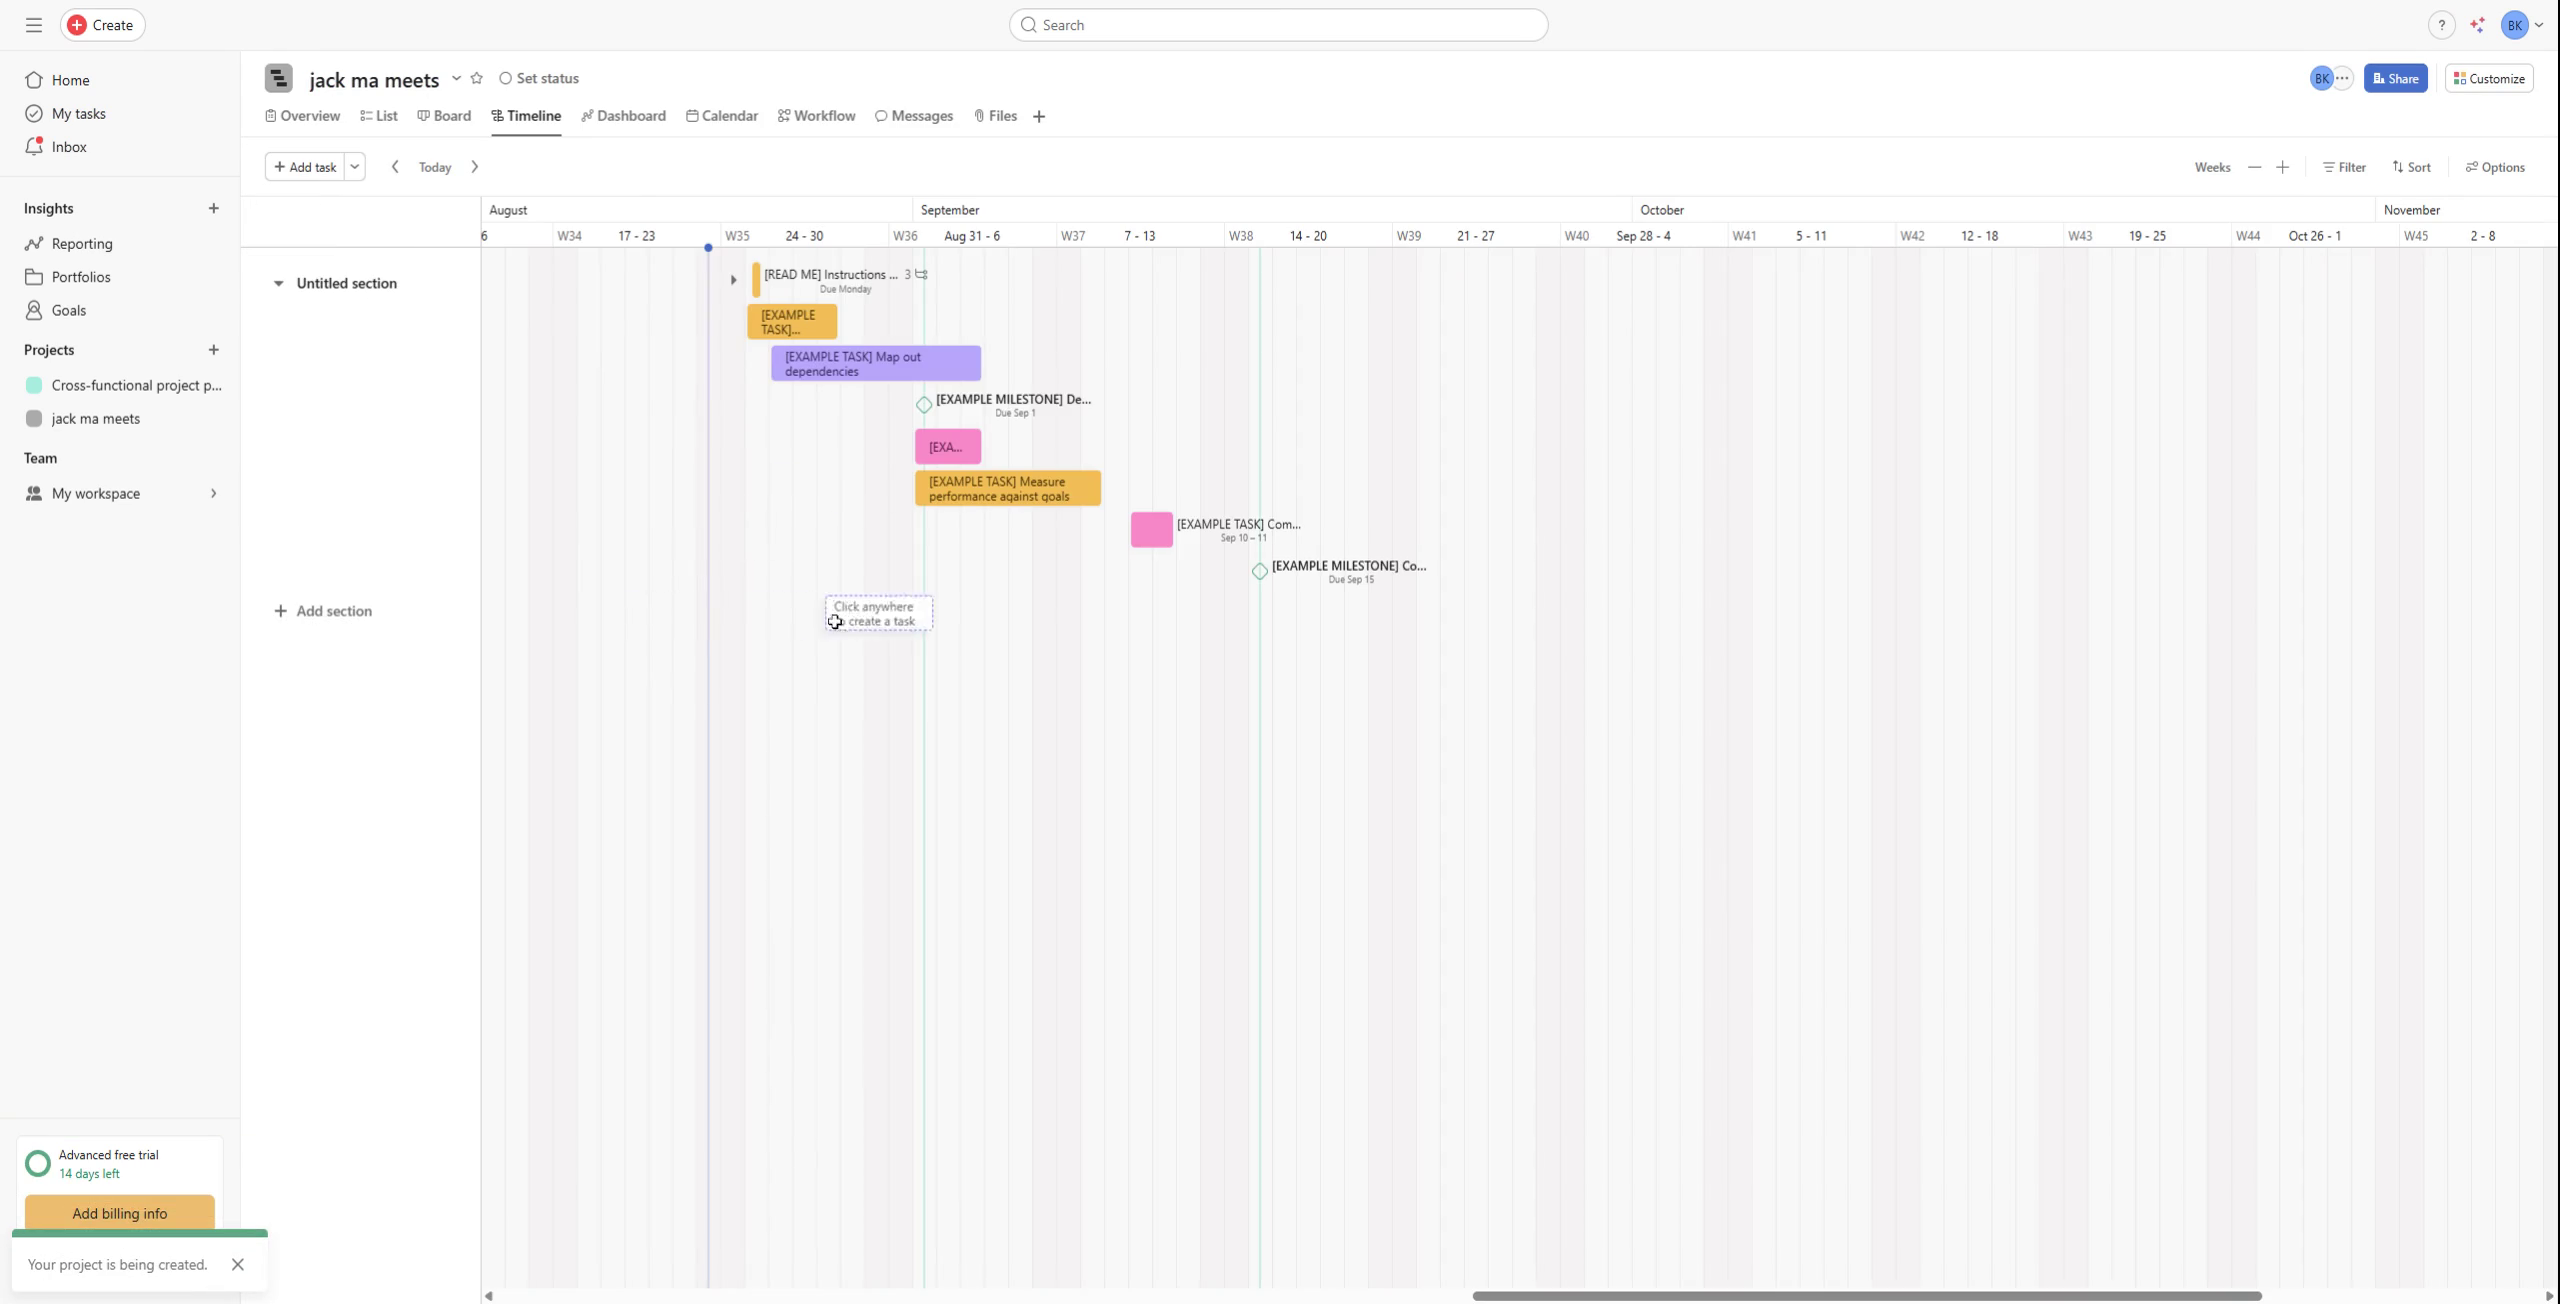 Create
Search
?
BK
Home
My tasks
Inbox
Insights
Reporting
Portfolios
Goals
Projects
Cross-functional project p...
jack ma meets
Team
My workspace
jack ma meets
Set status
BK
Share
Customize
Overview
List
Board
Timeline
Dashboard
Calendar
Workflow
Messages
Files
+ Add task
Today
Weeks
Filter
Sort
Options
August
September
October
November
6
W34
17 - 23
W35
24 - 30
W36
Aug 31 - 6
W37
7 - 13
W38
14 - 20
W39
21 - 27
W40
Sep 28 - 4
W41
5 - 11
W42
12 - 18
W43
19 - 25
W44
Oct 26 - 1
W45
2 - 8
Untitled section
[READ ME] Instructions ... 3
Due Monday
[EXAMPLE
TASK]...
[EXAMPLE TASK] Map out
dependencies
[EXAMPLE MILESTONE] De...
Due Sep 1
[EXA...
[EXAMPLE TASK] Measure
performance against goals
[EXAMPLE TASK] Com...
Sep 10 – 11
[EXAMPLE MILESTONE] Co...
Due Sep 15
+ Add section
Click anywhere
create a task
Advanced free trial
14 days left
Add billing info
Your project is being created.